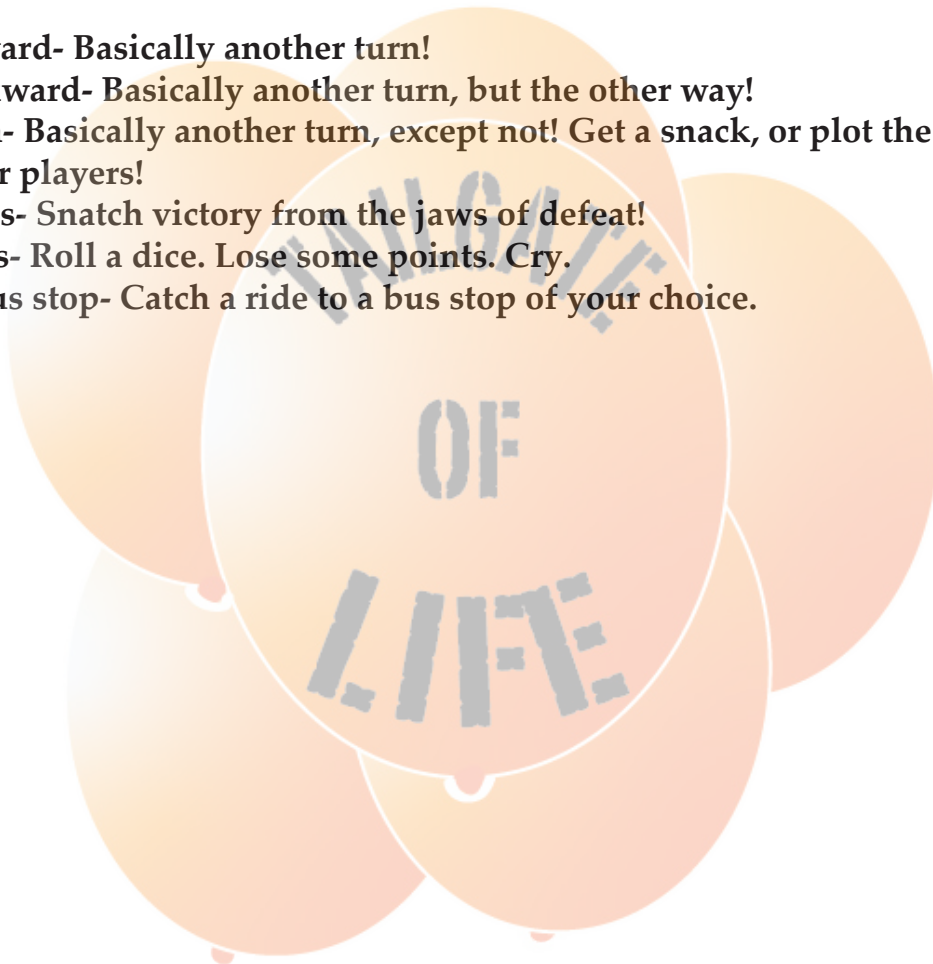 ard- Basically another turn!
ward- Basically another turn, but the other way!
- Basically another turn, except not! Get a snack, or plot the
r players!
s- Snatch victory from the jaws of defeat!
s- Roll a dice. Lose some points. Cry.
us stop- Catch a ride to a bus stop of your choice.
TAILGATE
OF
LIFE